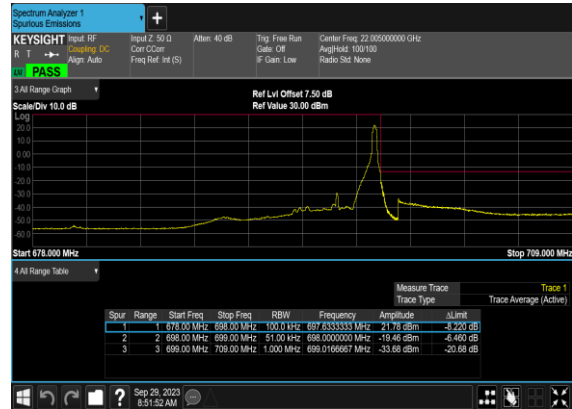 Spectrum Analyzer 1
Spurious Emissions
+
KEYSIGHT Input: RF Input Z: 50 Ω Atten: 40 dB Trig: Free Run Center Freq: 22.005000000 GHz
R T Coupling: DC Corr CCorr Gate: Off Avg|Hold: 100/100
Align: Auto Freq Ref: Int (S) IF Gain: Low Radio Std: None
LW PASS
3 All Range Graph
Ref Lvl Offset 7.50 dB
Scale/Div 10.0 dB Ref Value 30.00 dBm
Log
20.0
10.0
0.00
-10.0
-20.0
-30.0
-40.0
-50.0
-60.0
Start 678.000 MHz Stop 709.000 MHz
4 All Range Table
Measure Trace Trace 1
Trace Type Trace Average (Active)
Spur Range Start Freq Stop Freq RBW Frequency Amplitude ΔLimit
1 1 678.00 MHz 698.00 MHz 100.0 kHz 697.6333333 MHz 21.78 dBm -8.220 dB
2 2 698.00 MHz 699.00 MHz 51.00 kHz 698.0000000 MHz -19.46 dBm -6.460 dB
3 3 699.00 MHz 709.00 MHz 1.000 MHz 699.0166667 MHz -33.68 dBm -20.68 dB
? Sep 29, 2023
8:51:52 AM